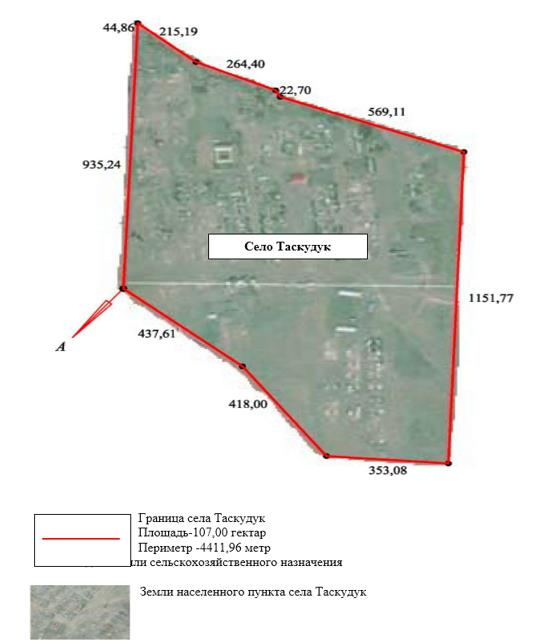 44,86
215,19
264,40
22,70
569,11
935,24
Село Таскудук
1151,77
А
437,61
418,00
353,08
Граница села Таскудук
Площадь-107,00 гектар
Периметр -4411,96 метр
сельскохозяйственного назначения
Земли населенного пункта села Таскудук